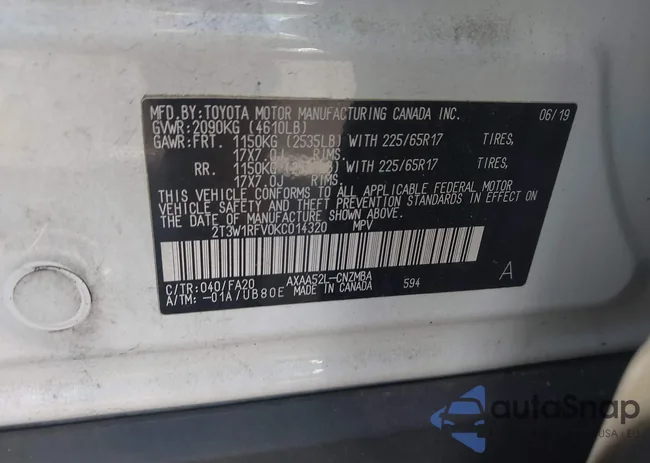 MFD. BY: TOYOTA MOTOR MANUFACTURING CANADA INC. 06/19
GVWR: 2090KG (4610LB)
GAWR: FRT. 1150KG (2535LB) WITH 225/65R17 TIRES,
17X7.0J RIMS.
RR. 1150KG WITH 225/65R17 TIRES,
17X7.0J RIMS.
THIS VEHICLE CONFORMS TO ALL APPLICABLE FEDERAL MOTOR
VEHICLE SAFETY AND THEFT PREVENTION STANDARDS IN EFFECT ON
THE DATE OF MANUFACTURE SHOWN ABOVE.
2T3W1RFV0KC014320 MPV
C/TR: 040/FA20 AXAA52L-CNZMBA 594 A
A/TM: -01A/UB80E MADE IN CANADA
autoSnap